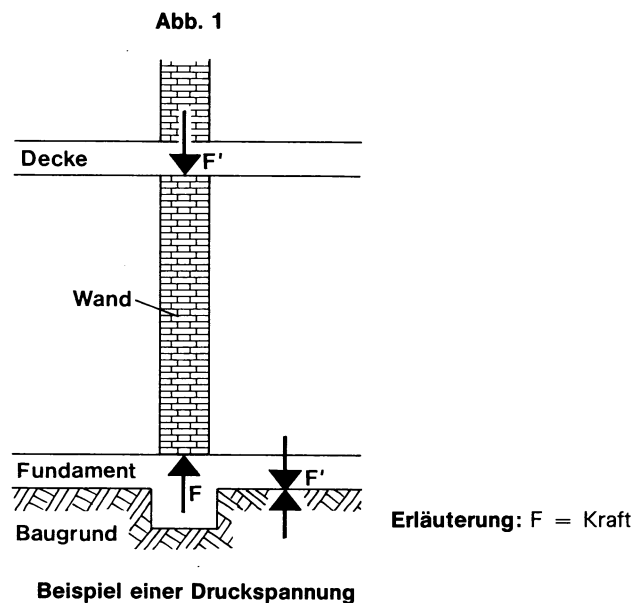 Abb. 1
Decke
F'
Wand
Fundament
F
F'
Baugrund
Erläuterung: F = Kraft
Beispiel einer Druckspannung